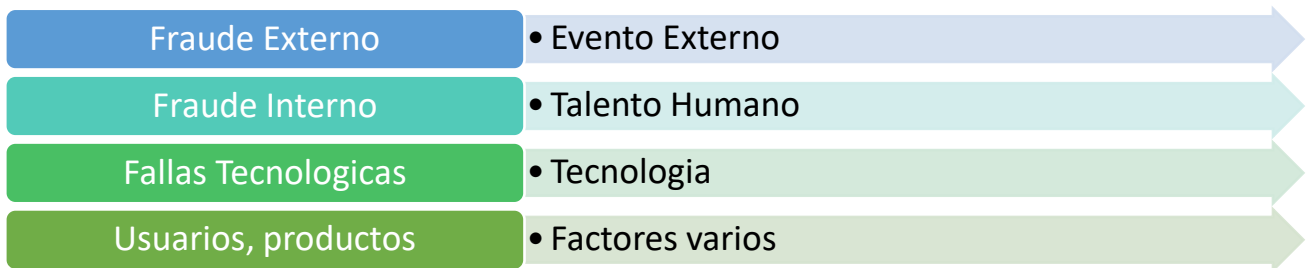 Fraude Externo • Evento Externo
Fraude Interno • Talento Humano
Fallas Tecnologicas • Tecnologia
Usuarios, productos • Factores varios